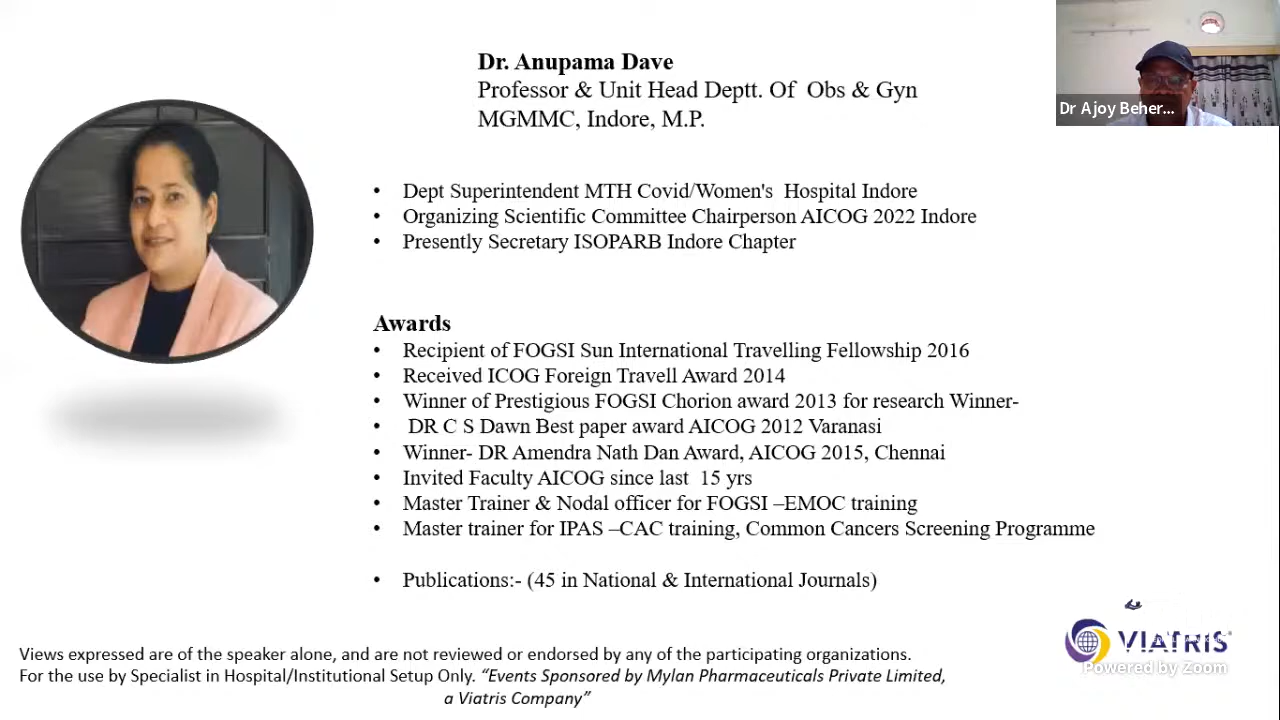 Dr. Anupama Dave
Professor & Unit Head Deptt. Of Obs & Gyn
MGMMC, Indore, M.P.
Dr Ajoy Beher...
• Dept Superintendent MTH Covid/Women's Hospital Indore
• Organizing Scientific Committee Chairperson AICOG 2022 Indore
• Presently Secretary ISOPARB Indore Chapter
Awards
• Recipient of FOGSI Sun International Travelling Fellowship 2016
• Received ICOG Foreign Travell Award 2014
• Winner of Prestigious FOGSI Chorion award 2013 for research Winner-
• DR C S Dawn Best paper award AICOG 2012 Varanasi
• Winner- DR Amendra Nath Dan Award, AICOG 2015, Chennai
• Invited Faculty AICOG since last 15 yrs
• Master Trainer & Nodal officer for FOGSI –EMOC training
• Master trainer for IPAS –CAC training, Common Cancers Screening Programme
• Publications:- (45 in National & International Journals)
VIATRIS
Powered by Zoom
Views expressed are of the speaker alone, and are not reviewed or endorsed by any of the participating organizations.
For the use by Specialist in Hospital/Institutional Setup Only. “Events Sponsored by Mylan Pharmaceuticals Private Limited,
a Viatris Company”